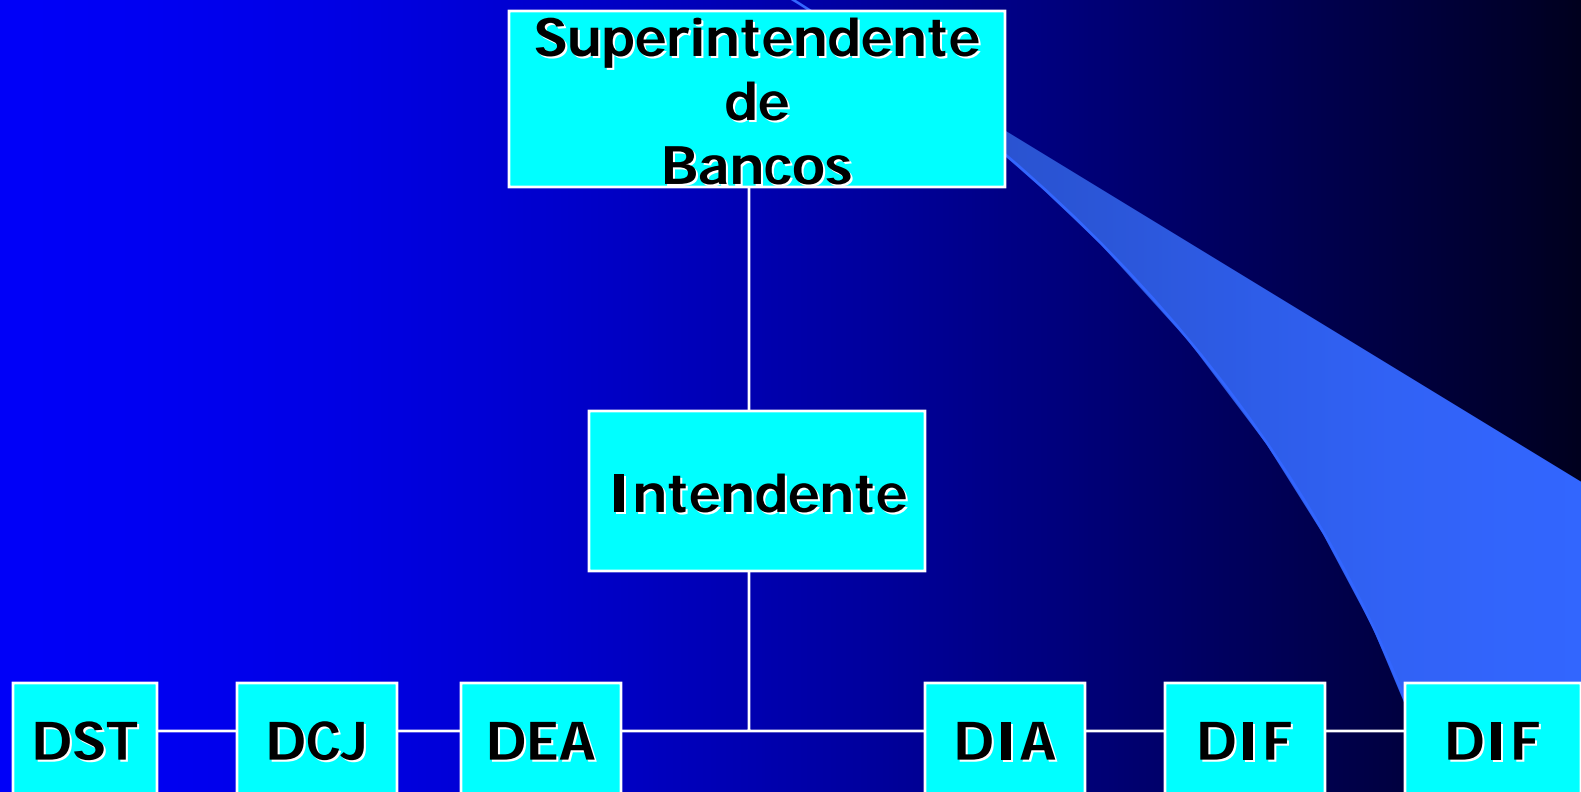 Superintendente
de
Bancos
Intendente
DST DCJ DEA DIA DIF DIF